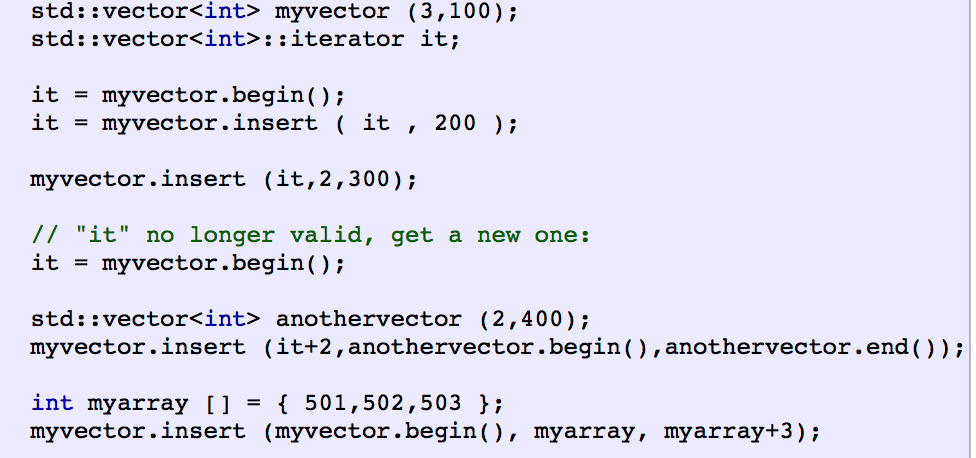 std::vector<int> myvector (3,100);
std::vector<int>::iterator it;
it = myvector.begin();
it = myvector.insert ( it , 200 );
myvector.insert (it,2,300);
// "it" no longer valid, get a new one:
it = myvector.begin();
std::vector<int> anothervector (2,400);
myvector.insert (it+2,anothervector.begin(),anothervector.end());
int myarray [] = { 501,502,503 };
myvector.insert (myvector.begin(), myarray, myarray+3);